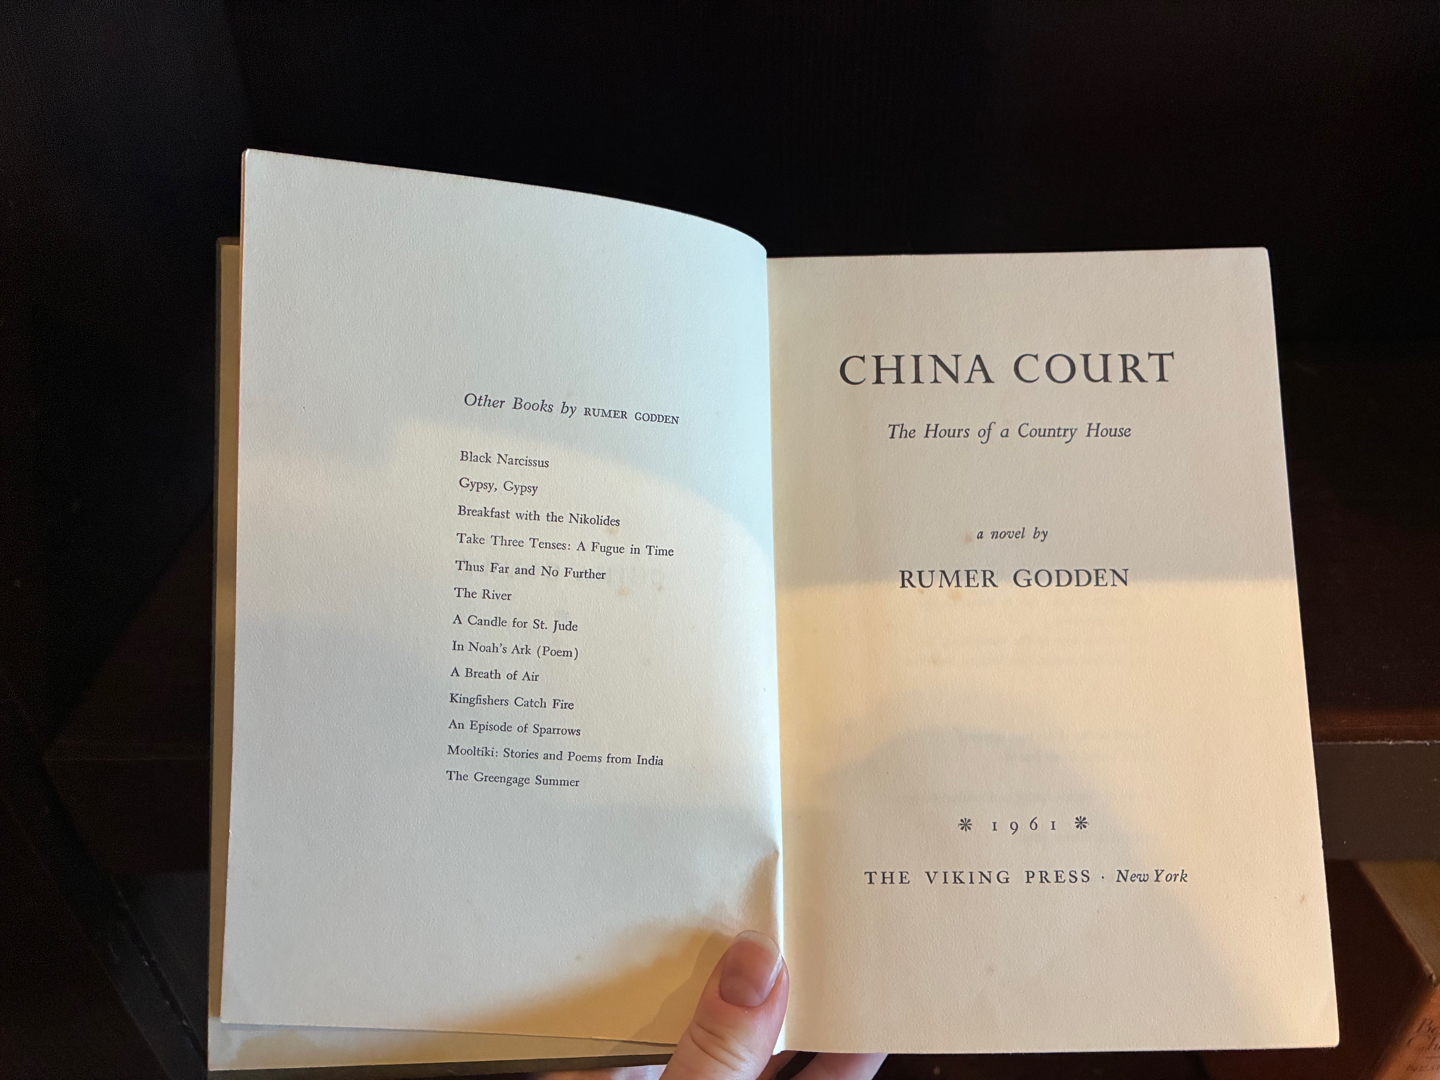 Other Books by RUMER GODDEN
Black Narcissus
Gypsy, Gypsy
Breakfast with the Nikolides
Take Three Tenses: A Fugue in Time
Thus Far and No Further
The River
A Candle for St. Jude
In Noah's Ark (Poem)
A Breath of Air
Kingfishers Catch Fire
An Episode of Sparrows
Mooltiki: Stories and Poems from India
The Greengage Summer
CHINA COURT
The Hours of a Country House
a novel by
RUMER GODDEN
1961
THE VIKING PRESS · New York